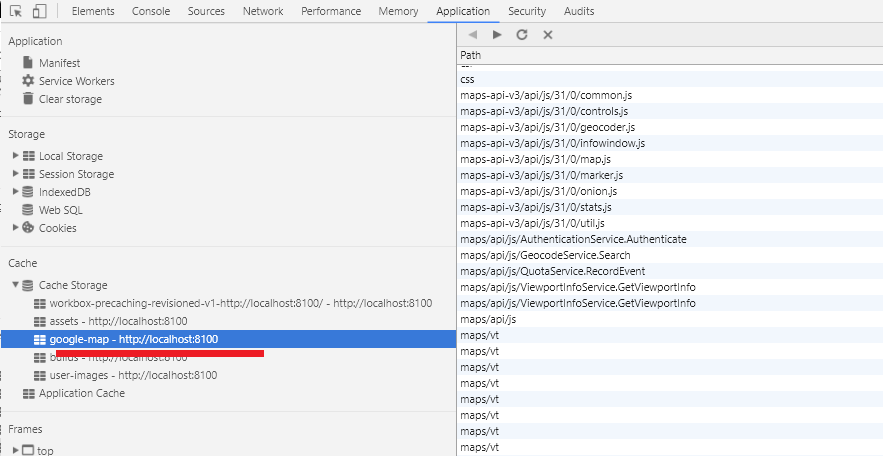 Elements Console Sources Network Performance Memory Application Security Audits
Application
Manifest
Service Workers
Clear storage
Storage
Local Storage
Session Storage
IndexedDB
Web SQL
Cookies
Cache
Cache Storage
workbox-precaching-revisioned-v1-http://localhost:8100/ - http://localhost:8100
assets - http://localhost:8100
google-map - http://localhost:8100
builds - http://localhost:8100
user-images - http://localhost:8100
Application Cache
Frames
top
Path
css
maps-api-v3/api/js/31/0/common.js
maps-api-v3/api/js/31/0/controls.js
maps-api-v3/api/js/31/0/geocoder.js
maps-api-v3/api/js/31/0/infowindow.js
maps-api-v3/api/js/31/0/map.js
maps-api-v3/api/js/31/0/marker.js
maps-api-v3/api/js/31/0/onion.js
maps-api-v3/api/js/31/0/stats.js
maps-api-v3/api/js/31/0/util.js
maps/api/js/AuthenticationService.Authenticate
maps/api/js/GeocodeService.Search
maps/api/js/QuotaService.RecordEvent
maps/api/js/ViewportInfoService.GetViewportInfo
maps/api/js/ViewportInfoService.GetViewportInfo
maps/api/js
maps/vt
maps/vt
maps/vt
maps/vt
maps/vt
maps/vt
maps/vt
maps/vt